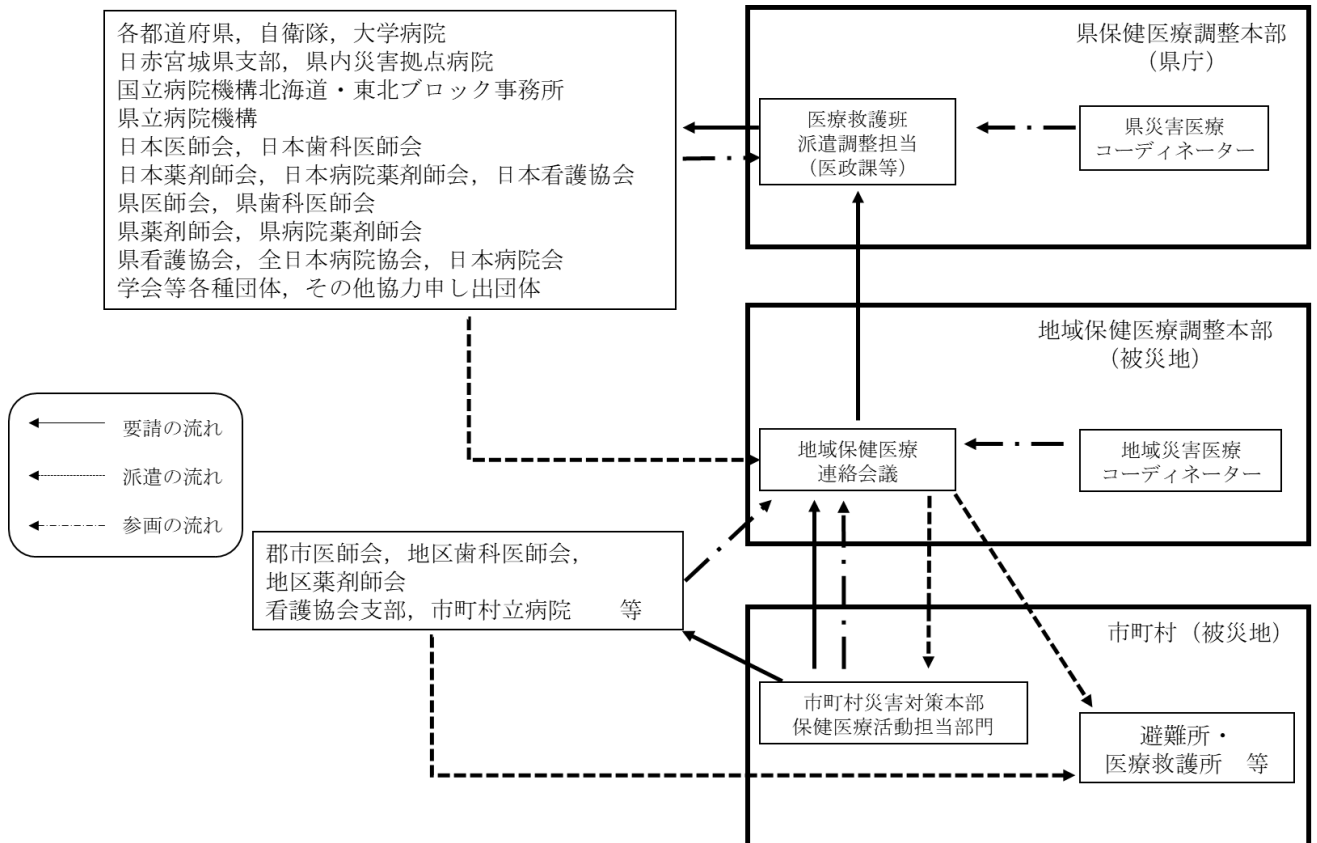 各都道府県，自衛隊，大学病院
日赤宮城県支部，県内災害拠点病院
国立病院機構北海道・東北ブロック事務所
県立病院機構
日本医師会，日本歯科医師会
日本薬剤師会，日本病院薬剤師会，日本看護協会
県医師会，県歯科医師会
県薬剤師会，県病院薬剤師会
県看護協会，全日本病院協会，日本病院会
学会等各種団体，その他協力申し出団体
県保健医療調整本部
（県庁）
医療救護班
派遣調整担当
（医政課等）
県災害医療
コーディネーター
地域保健医療調整本部
（被災地）
地域保健医療
連絡会議
地域災害医療
コーディネーター
要請の流れ
派遣の流れ
参画の流れ
郡市医師会，地区歯科医師会，
地区薬剤師会
看護協会支部，市町村立病院　等
市町村（被災地）
市町村災害対策本部
保健医療活動担当部門
避難所・
医療救護所　等